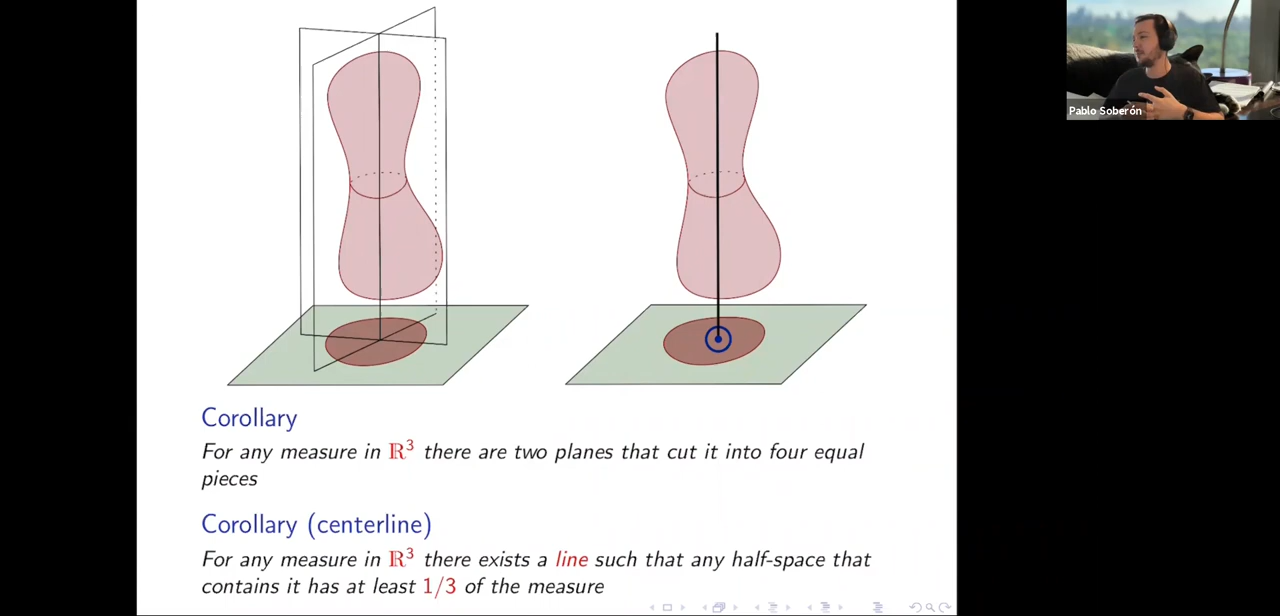 Pablo Soberón
Corollary
For any measure in ℝ³ there are two planes that cut it into four equal
pieces
Corollary (centerline)
For any measure in ℝ³ there exists a line such that any half-space that
contains it has at least 1/3 of the measure